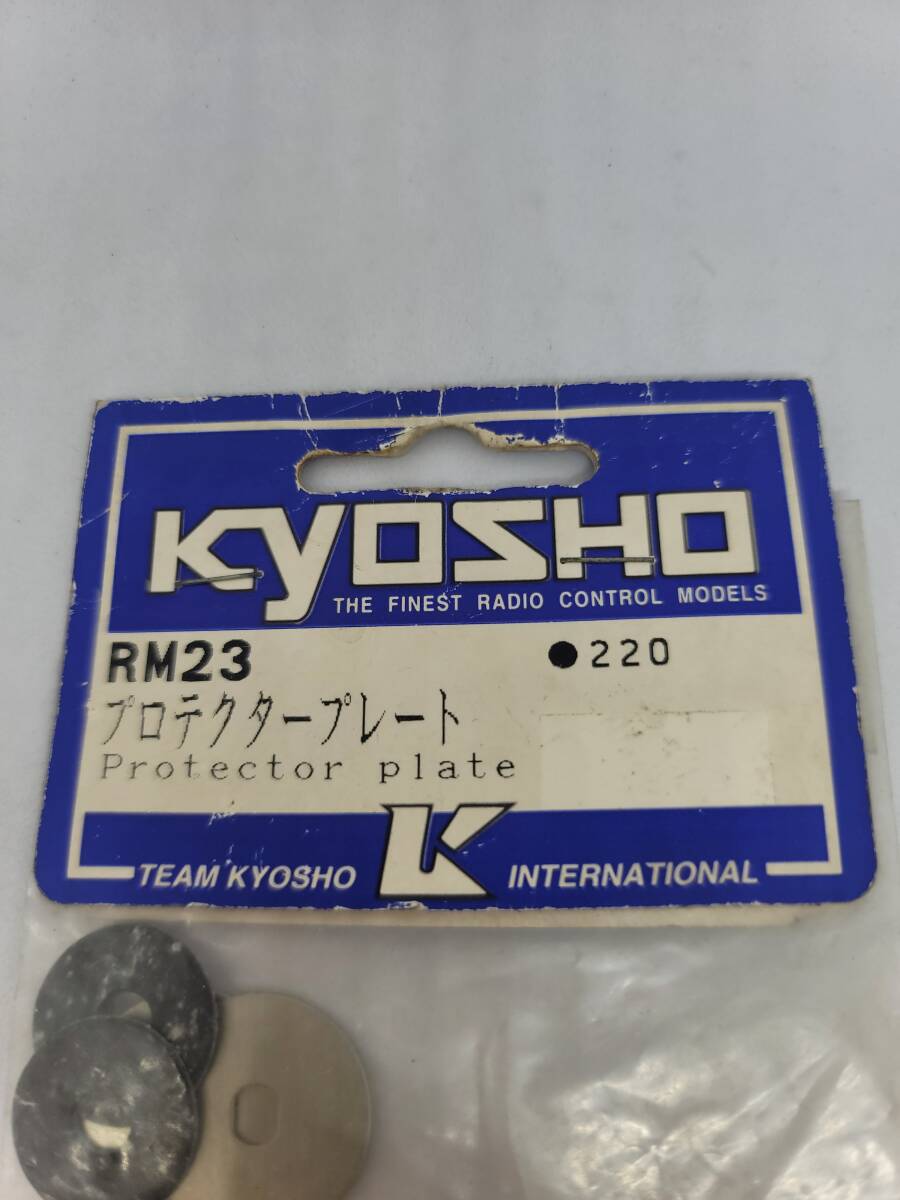 KYOSHO
THE FINEST RADIO CONTROL MODELS
RM23 ●220
プロテクタープレート
Protector plate
TEAM KYOSHO K INTERNATIONAL